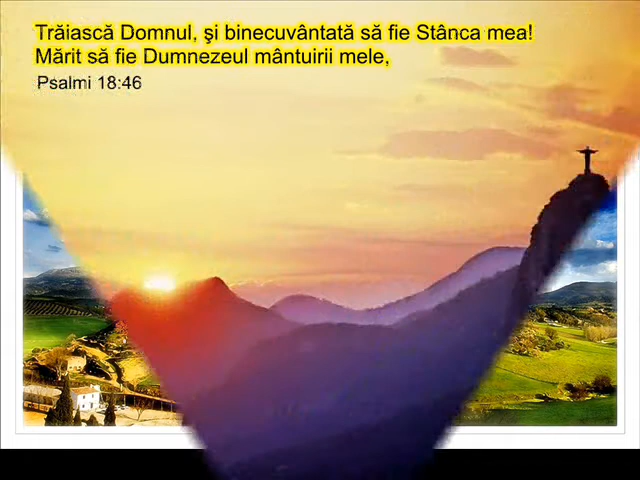 Trăiască Domnul, şi binecuvântată să fie Stânca mea!
Mărit să fie Dumnezeul mântuirii mele,
Psalmi 18:46